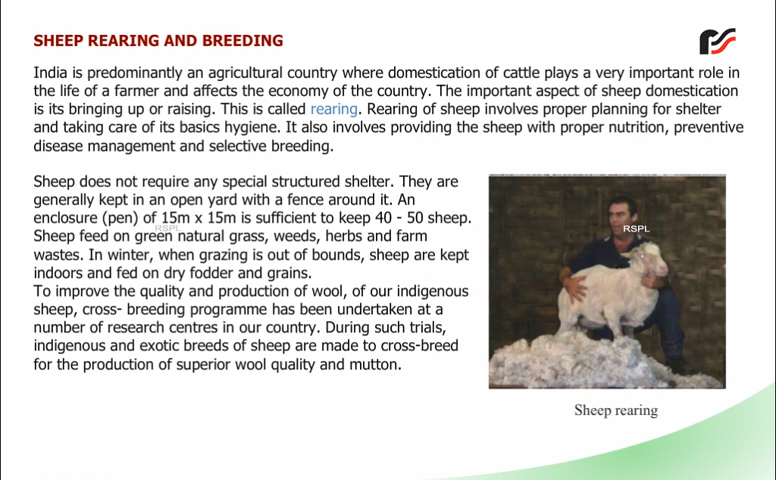 SHEEP REARING AND BREEDING
India is predominantly an agricultural country where domestication of cattle plays a very important role in
the life of a farmer and affects the economy of the country. The important aspect of sheep domestication
is its bringing up or raising. This is called rearing. Rearing of sheep involves proper planning for shelter
and taking care of its basics hygiene. It also involves providing the sheep with proper nutrition, preventive
disease management and selective breeding.
Sheep does not require any special structured shelter. They are
generally kept in an open yard with a fence around it. An
enclosure (pen) of 15m x 15m is sufficient to keep 40 - 50 sheep.
RSPL
Sheep feed on green natural grass, weeds, herbs and farm
wastes. In winter, when grazing is out of bounds, sheep are kept
indoors and fed on dry fodder and grains.
To improve the quality and production of wool, of our indigenous
sheep, cross- breeding programme has been undertaken at a
number of research centres in our country. During such trials,
indigenous and exotic breeds of sheep are made to cross-breed
for the production of superior wool quality and mutton.
RSPL
Sheep rearing